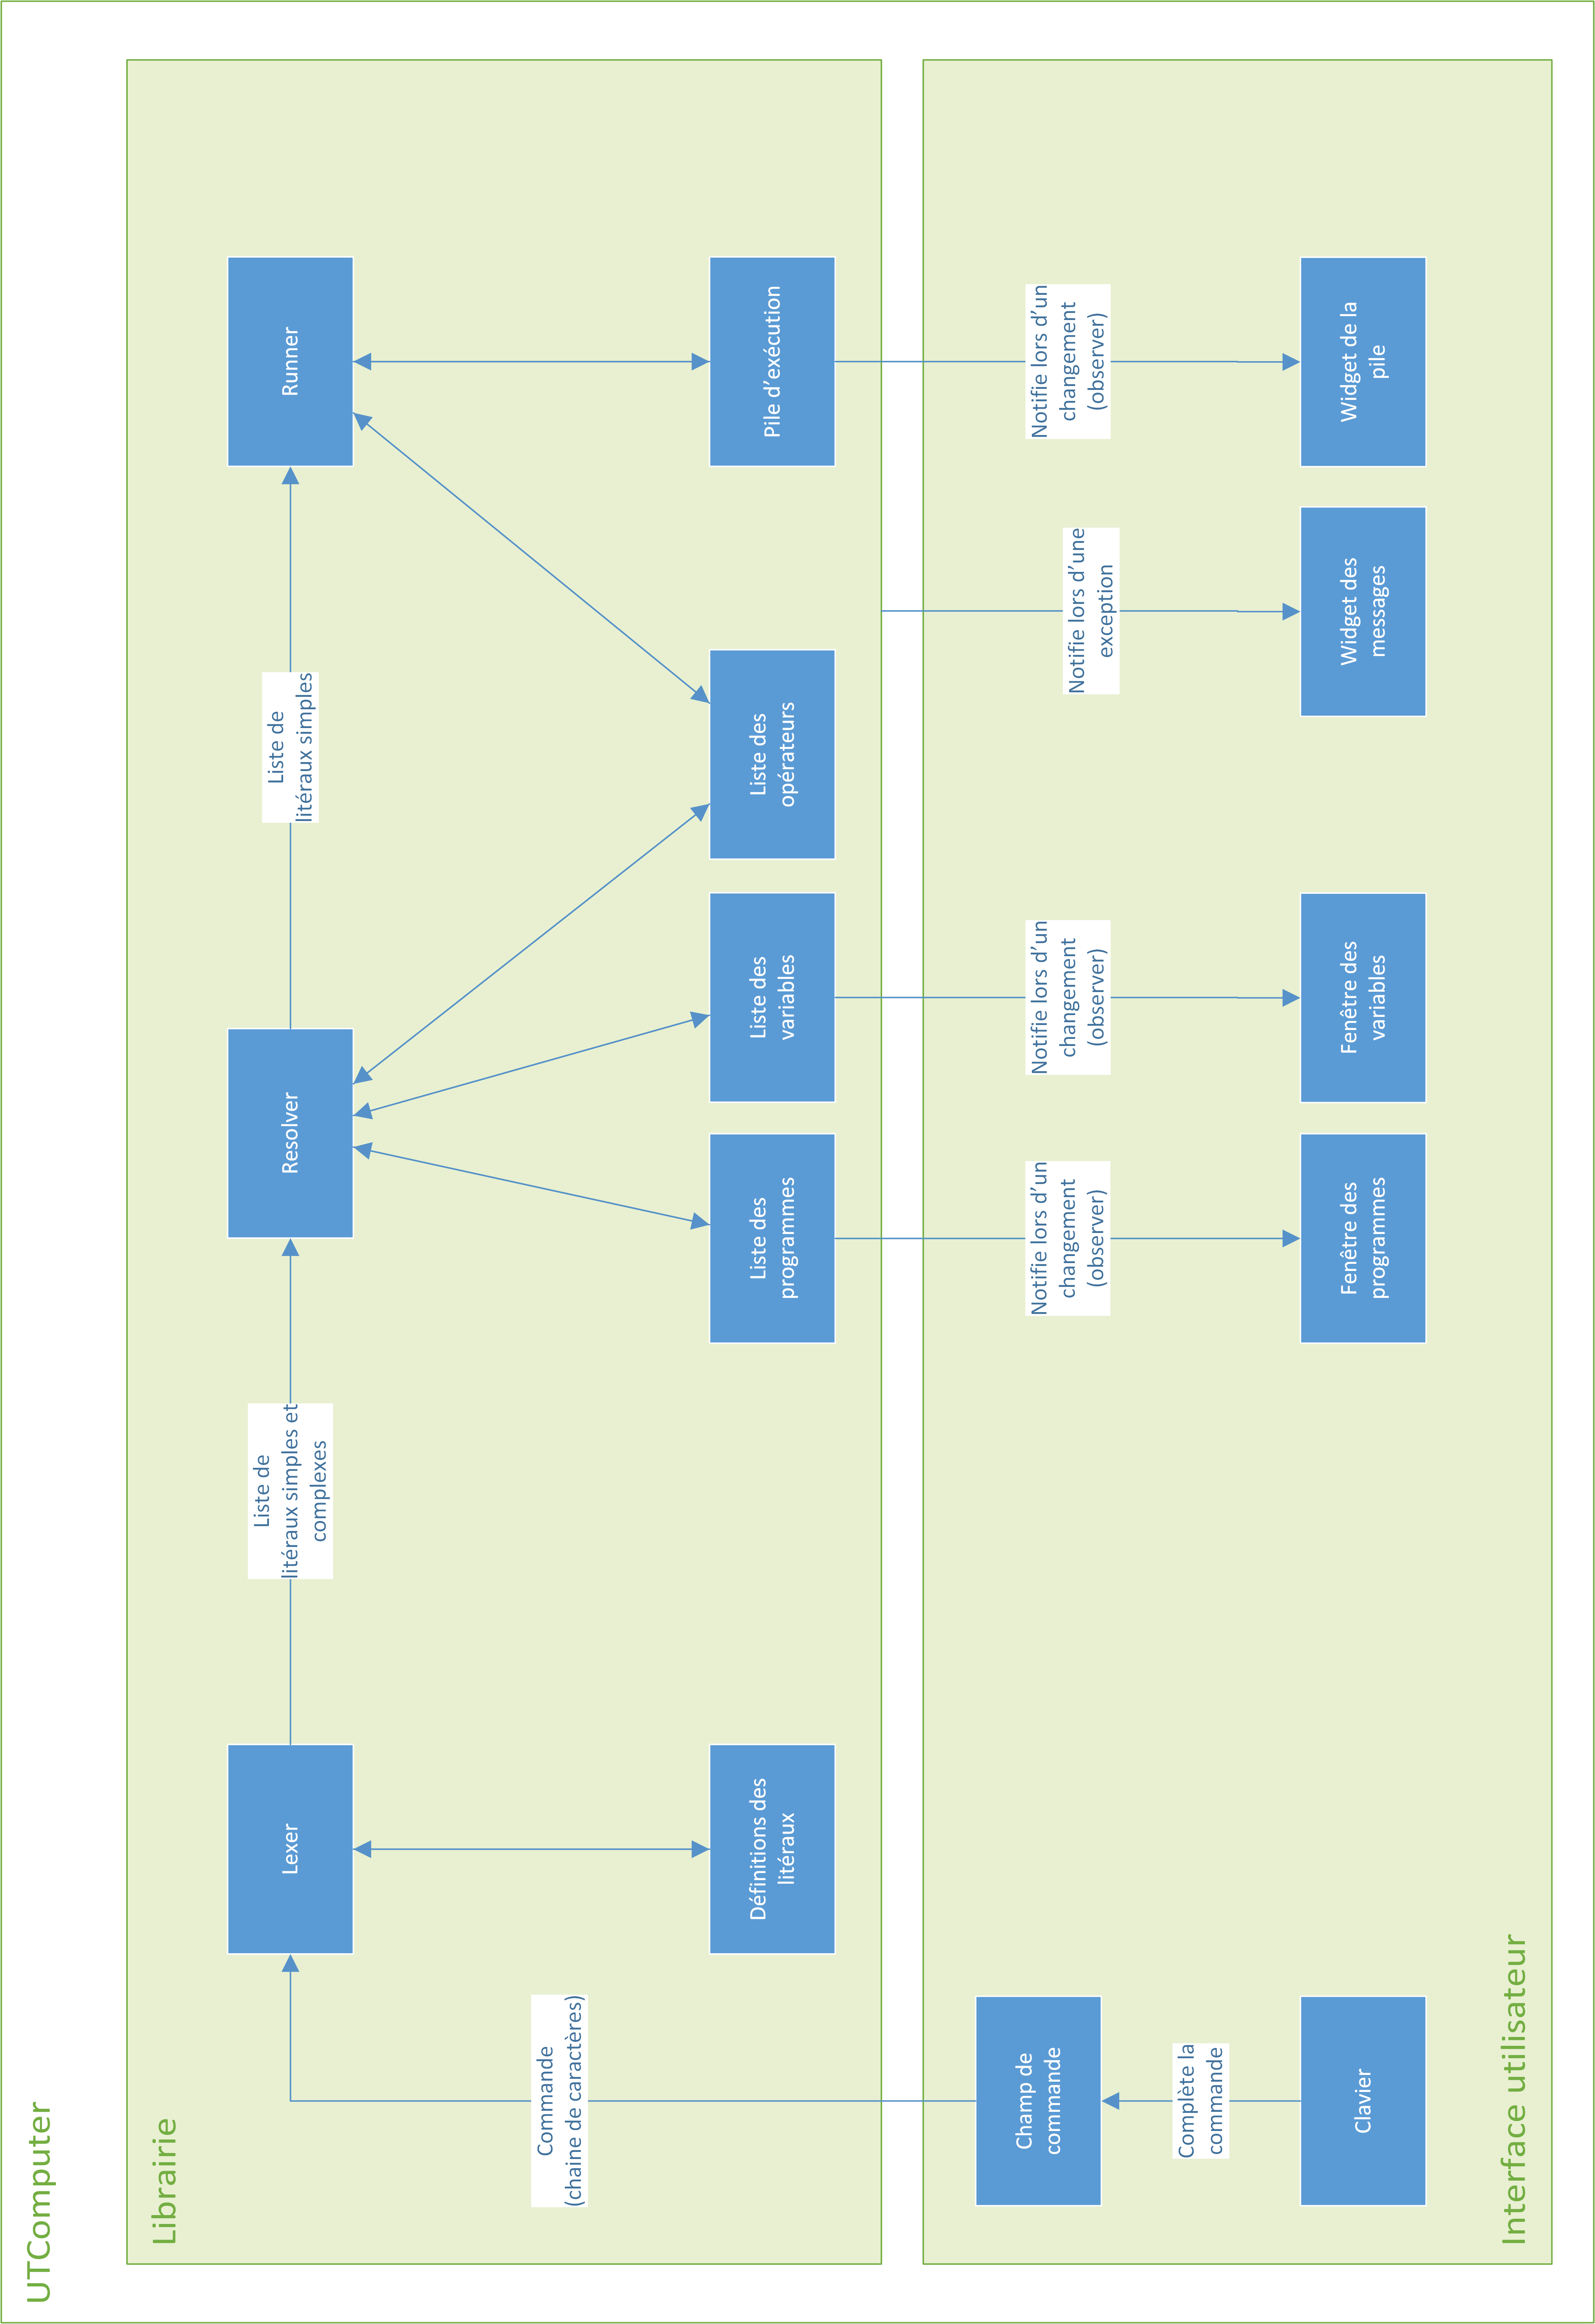 UTComputer
Librairie
Lexer
Liste de
litéraux simples et
complexes
Resolver
Liste de
litéraux simples
Runner
Commande
(chaine de caractères)
Définitions des
litéraux
Liste des
programmes
Liste des
variables
Liste des
opérateurs
Pile d’exécution
Champ de
commande
Notifie lors d’un
changement
(observer)
Notifie lors d’un
changement
(observer)
Notifie lors d’une
exception
Notifie lors d’un
changement
(observer)
Complète la
commande
Clavier
Fenêtre des
programmes
Fenêtre des
variables
Widget des
messages
Widget de la
pile
Interface utilisateur